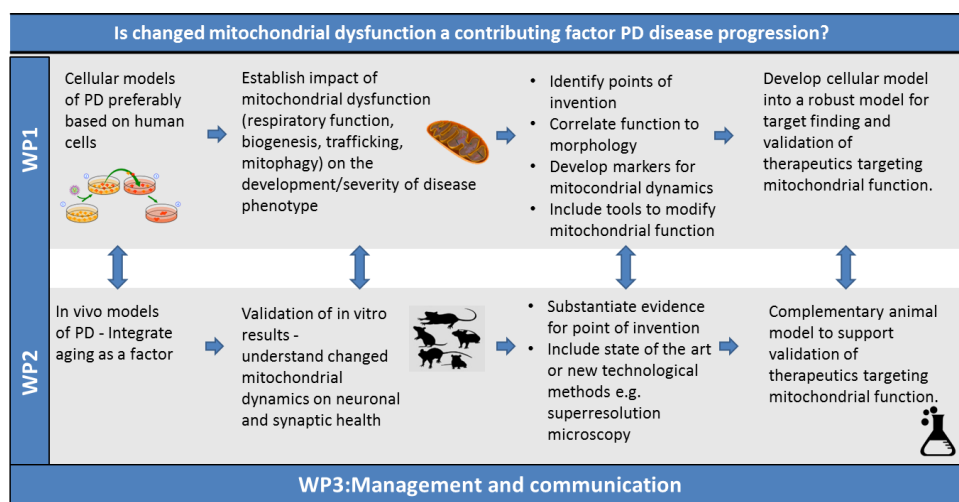 Is changed mitochondrial dysfunction a contributing factor PD disease progression?
WP1
Cellular models
of PD preferably
based on human
cells
Establish impact of
mitochondrial dysfunction
(respiratory function,
biogenesis, trafficking,
mitophagy) on the
development/severity of disease
phenotype
• Identify points of
invention
• Correlate function to
morphology
• Develop markers for
mitocondrial dynamics
• Include tools to modify
mitochondrial function
Develop cellular model
into a robust model for
target finding and
validation of
therapeutics targeting
mitochondrial function.
WP2
In vivo models
of PD - Integrate
aging as a factor
Validation of in vitro
results -
understand changed
mitochondrial
dynamics on neuronal
and synaptic health
• Substantiate evidence
for point of invention
• Include state of the art
or new technological
methods e.g.
superresolution
microscopy
Complementary animal
model to support
validation of
therapeutics targeting
mitochondrial function.
WP3:Management and communication